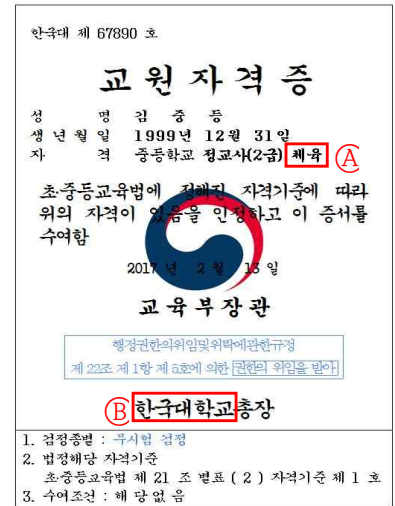 한국대 제 67890 호
교 원 자 격 증
성 명 김 중 등
생 년 월 일 1999년 12월 31일
자 격 중등학교 정교사(2급) 체육 Ⓐ
초·중등교육법에 정해진 자격기준에 따라
위의 자격이 있음을 인정하고 이 증서를
수여함
2017 년 2 월 13 일
교 육 부 장 관
행정권한의위임및위탁에관한규정
제 22조 제 1항 제 5호에 의한 권한의 위임을 받아
Ⓑ 한국대학교총장
1. 검정종별 : 무시험 검정
2. 법정해당 자격기준
초·중등교육법 제 21 조 별표 ( 2 ) 자격기준 제 1 호
3. 수여조건 : 해 당 없 음